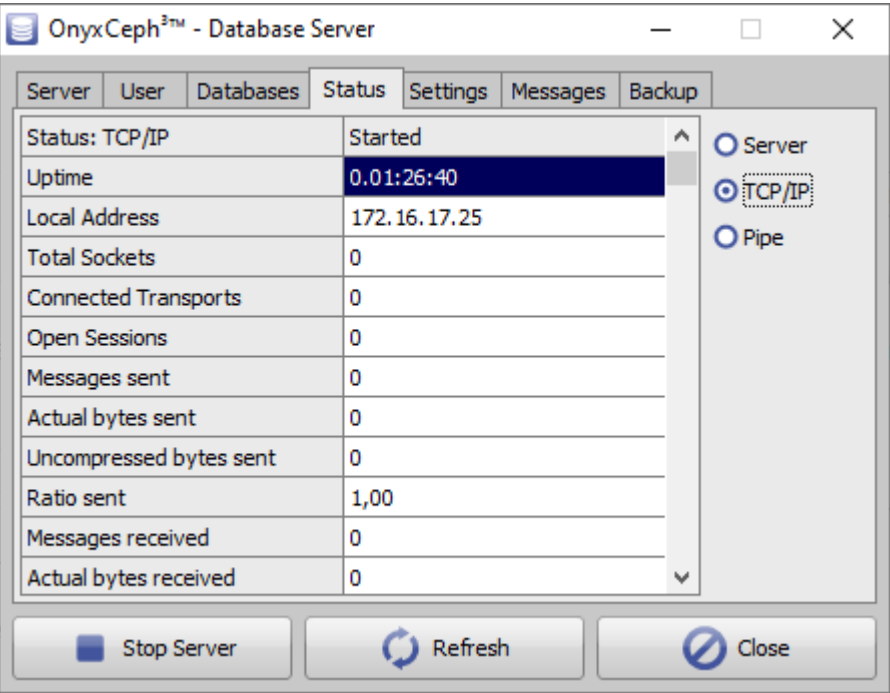 OnyxCeph³™ - Database Server
Server User Databases Status Settings Messages Backup
Status: TCP/IP Started
Uptime 0.01:26:40
Local Address 172.16.17.25
Total Sockets 0
Connected Transports 0
Open Sessions 0
Messages sent 0
Actual bytes sent 0
Uncompressed bytes sent 0
Ratio sent 1,00
Messages received 0
Actual bytes received 0
Server
TCP/IP
Pipe
Stop Server Refresh Close